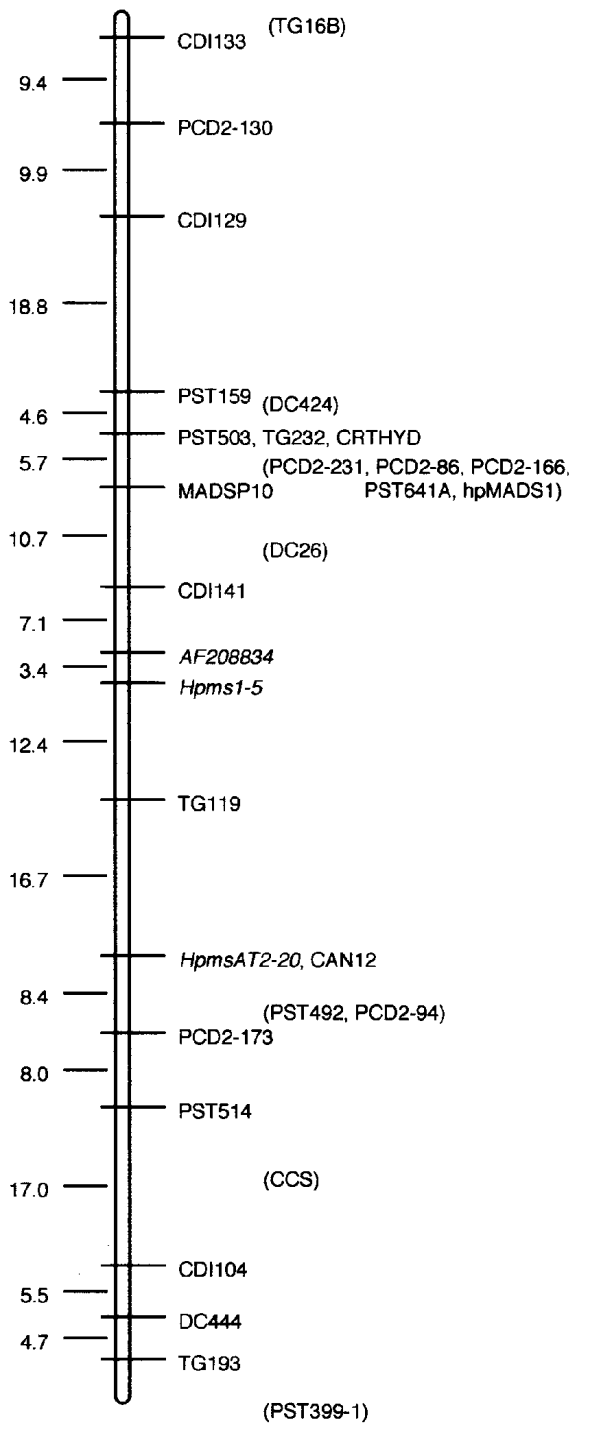 (TG16B)
CDI133
9.4
PCD2-130
9.9
CDI129
18.8
PST159 (DC424)
4.6
PST503, TG232, CRTHYD
5.7 (PCD2-231, PCD2-86, PCD2-166,
MADSP10 PST641A, hpMADS1)
10.7 (DC26)
CDI141
7.1
AF208834
3.4
Hpms1-5
12.4
TG119
16.7
HpmsAT2-20, CAN12
8.4 (PST492, PCD2-94)
PCD2-173
8.0
PST514
17.0 (CCS)
CDI104
5.5
DC444
4.7
TG193
(PST399-1)